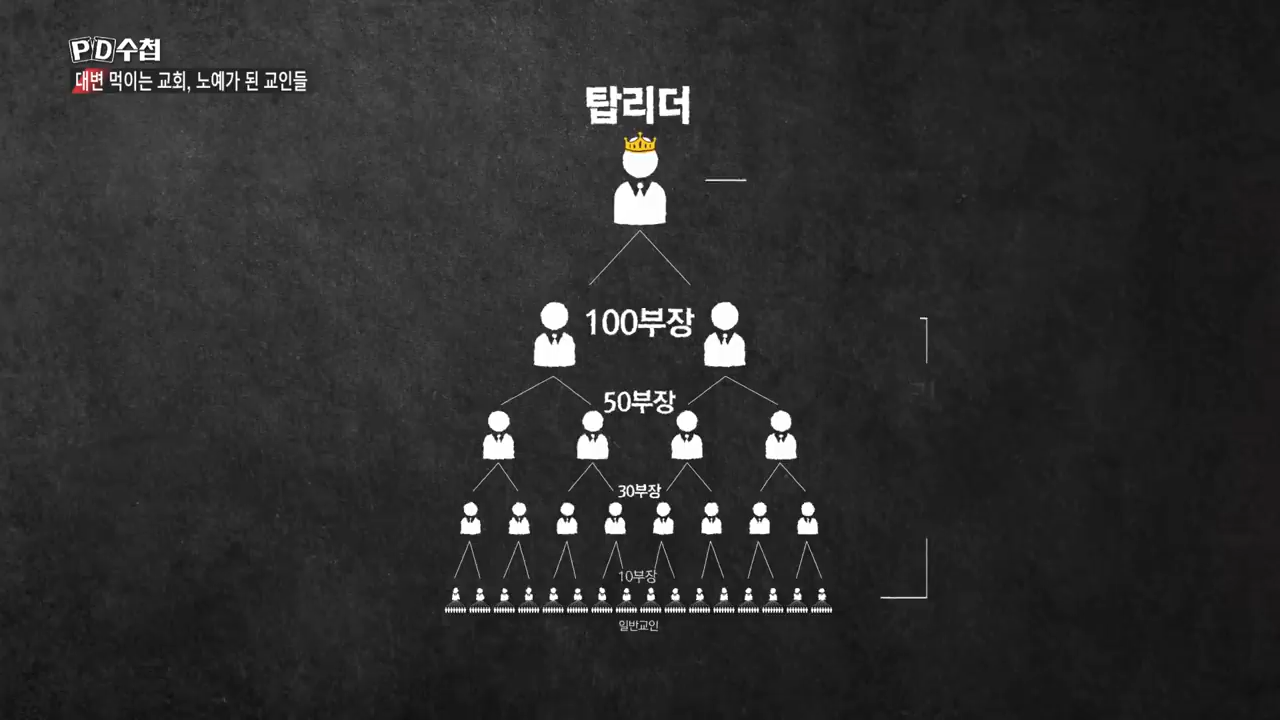 PD수첩
대변 먹이는 교회, 노예가 된 교인들
탑리더
100부장
50부장
30부장
10부장
일반교인